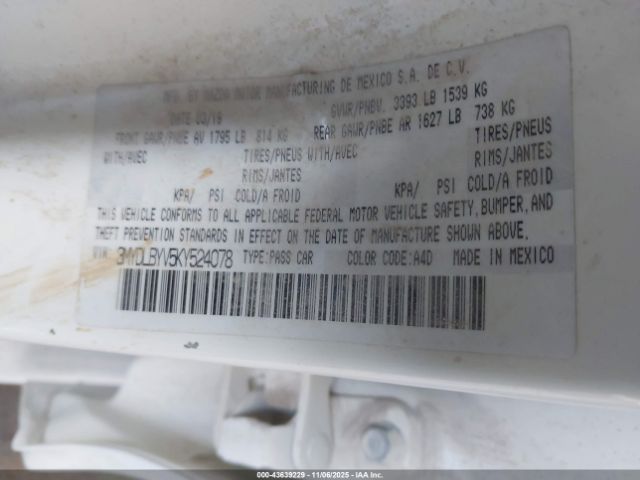 MFG. BY MAZDA MOTOR MANUFACTURING DE MEXICO S.A. DE C.V.
DATE 03/19 GVWR/PNBV. 3393 LB 1539 KG
FRONT GAWR/PNBE AV 1795 LB 814 KG REAR GAWR/PNBE AR 1627 LB 738 KG
WITH/AVEC TIRES/PNEUS WITH/AVEC TIRES/PNEUS
RIMS/JANTES RIMS/JANTES
KPA/ PSI COLD/A FROID KPA/ PSI COLD/A FROID
THIS VEHICLE CONFORMS TO ALL APPLICABLE FEDERAL MOTOR VEHICLE SAFETY, BUMPER, AND
THEFT PREVENTION STANDARDS IN EFFECT ON THE DATE OF MANUFACTURE SHOWN ABOVE.
VIN 3MYDLBYV5KY524078 TYPE:PASS CAR COLOR CODE:A4D MADE IN MEXICO
000-43639229 - 11/06/2025 - IAA, Inc.